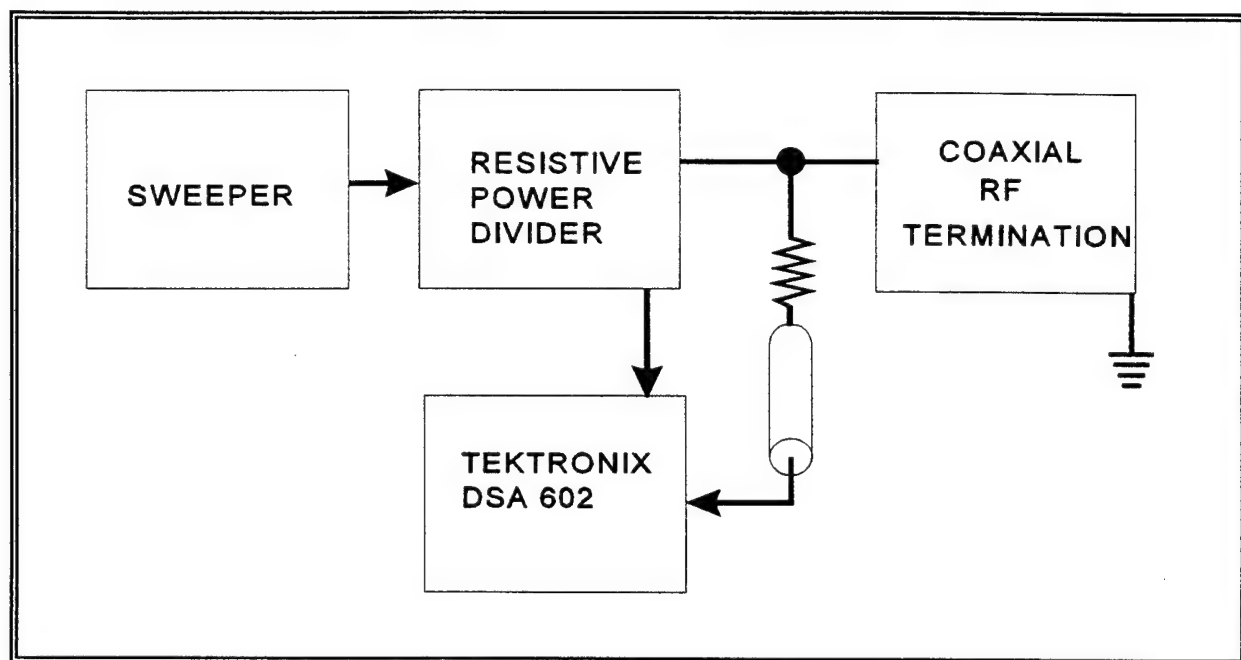 SWEEPER
RESISTIVE
POWER
DIVIDER
COAXIAL
RF
TERMINATION
TEKTRONIX
DSA 602